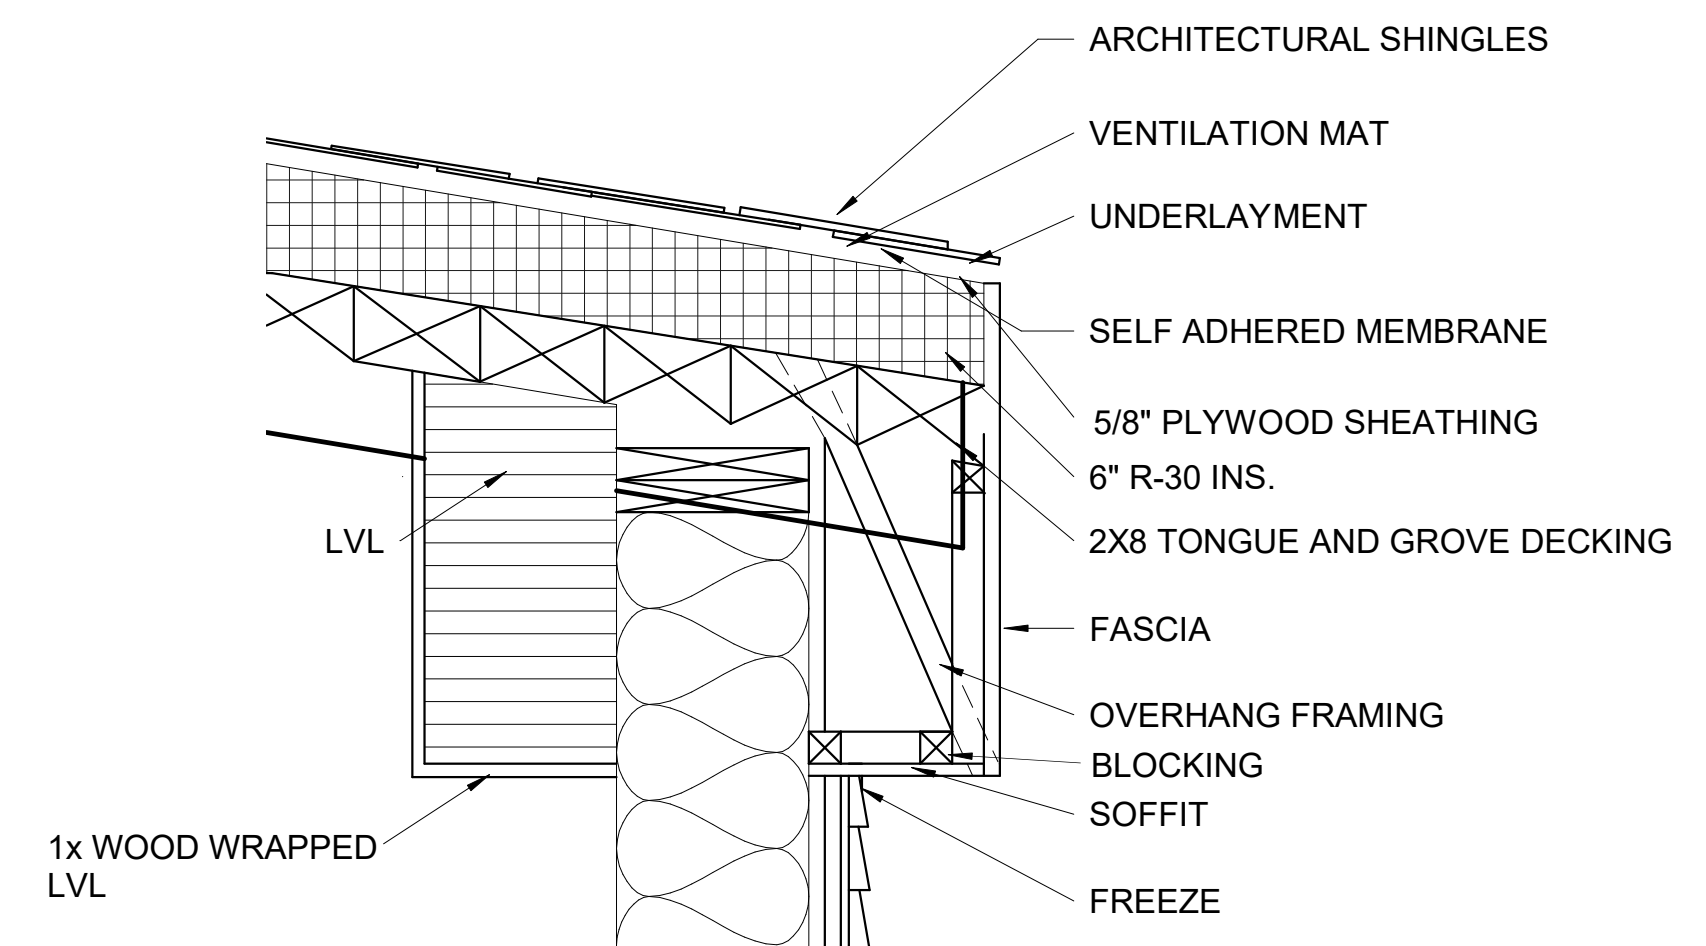 ARCHITECTURAL SHINGLES
VENTILATION MAT
UNDERLAYMENT
SELF ADHERED MEMBRANE
5/8" PLYWOOD SHEATHING
6" R-30 INS.
2X8 TONGUE AND GROVE DECKING
LVL
FASCIA
OVERHANG FRAMING
BLOCKING
SOFFIT
1x WOOD WRAPPED
LVL
FREEZE